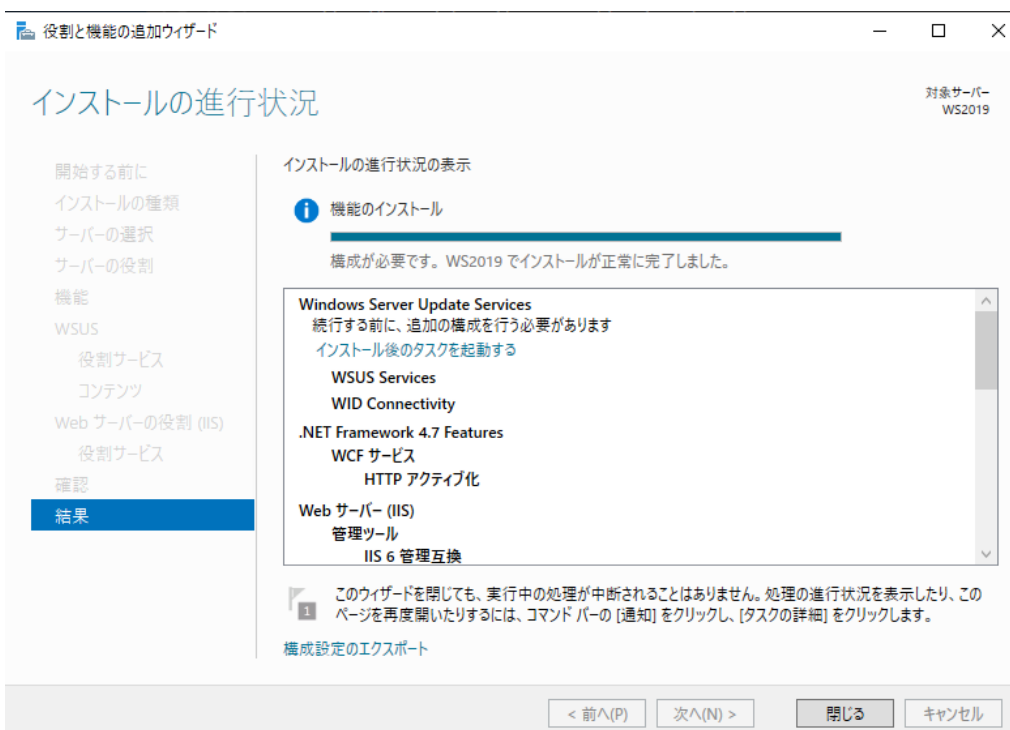 役割と機能の追加ウィザード
インストールの進行状況
対象サーバー
WS2019
開始する前に
インストールの種類
サーバーの選択
サーバーの役割
機能
WSUS
役割サービス
コンテンツ
Web サーバーの役割 (IIS)
役割サービス
確認
結果
インストールの進行状況の表示
機能のインストール
構成が必要です。WS2019 でインストールが正常に完了しました。
Windows Server Update Services
続行する前に、追加の構成を行う必要があります
インストール後のタスクを起動する
WSUS Services
WID Connectivity
.NET Framework 4.7 Features
WCF サービス
HTTP アクティブ化
Web サーバー (IIS)
管理ツール
IIS 6 管理互換
1
このウィザードを閉じても、実行中の処理が中断されることはありません。処理の進行状況を表示したり、この
ページを再度開いたりするには、コマンド バーの [通知] をクリックし、[タスクの詳細] をクリックします。
構成設定のエクスポート
< 前へ(P)
次へ(N) >
閉じる
キャンセル